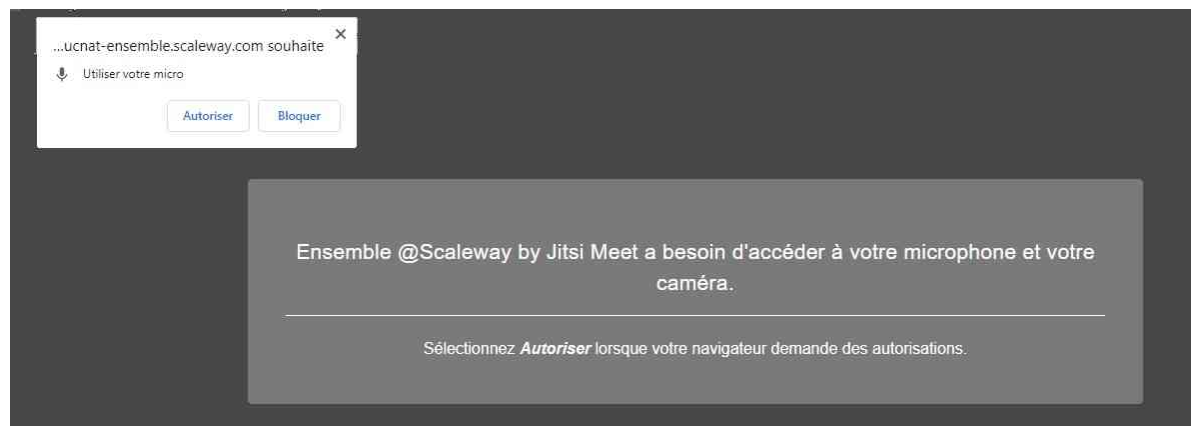 ...ucnat-ensemble.scaleway.com souhaite
Utiliser votre micro
Autoriser Bloquer
Ensemble @Scaleway by Jitsi Meet a besoin d'accéder à votre microphone et votre
caméra.
Sélectionnez Autoriser lorsque votre navigateur demande des autorisations.